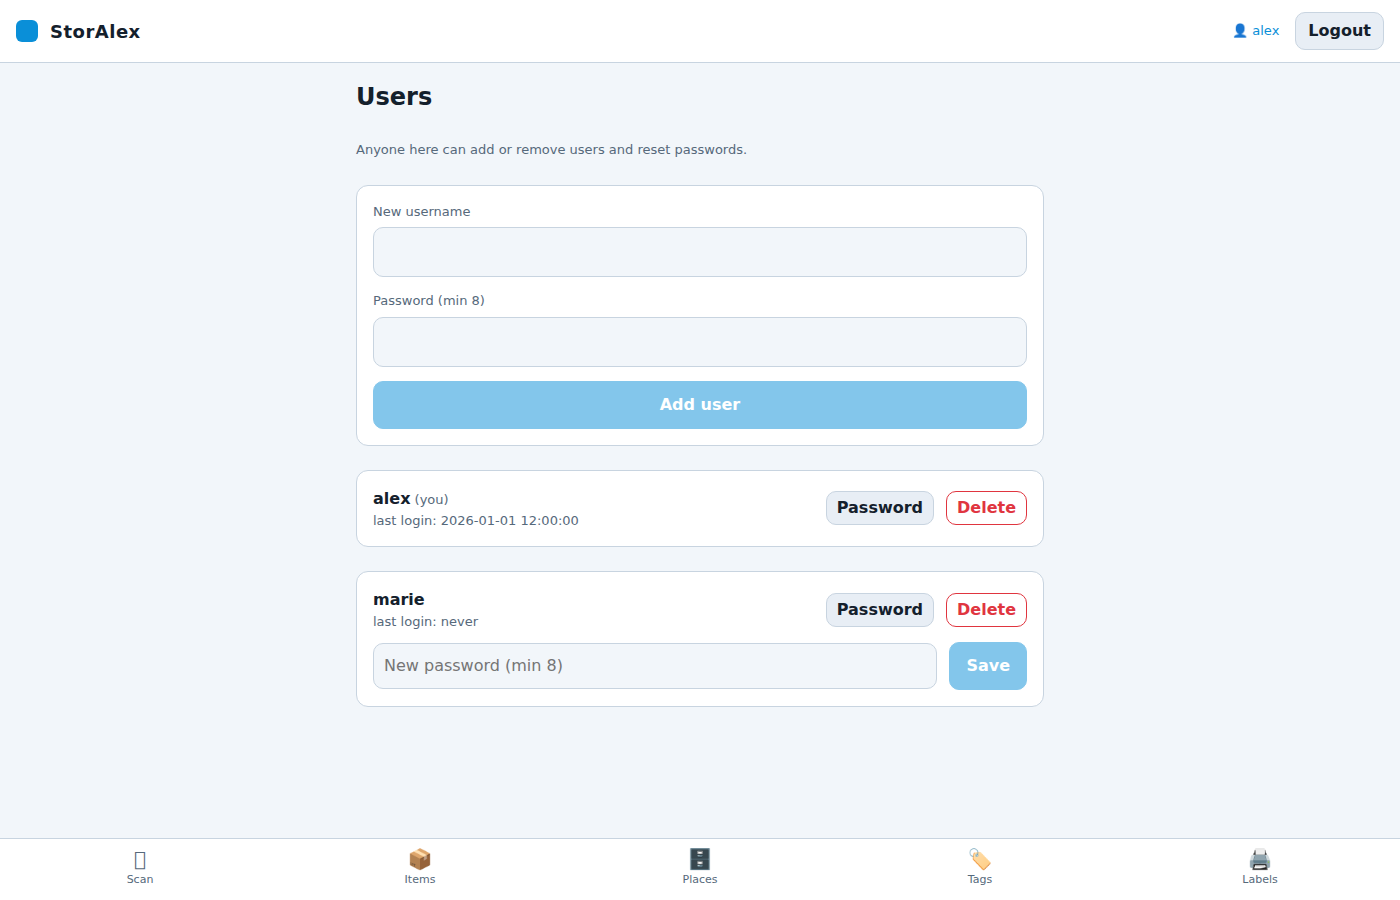 StorAlex
alex
Logout
Users
Anyone here can add or remove users and reset passwords.
New username
Password (min 8)
Add user
alex (you)
last login: 2026-01-01 12:00:00
Password
Delete
marie
last login: never
Password
Delete
New password (min 8)
Save
Scan
Items
Places
Tags
Labels